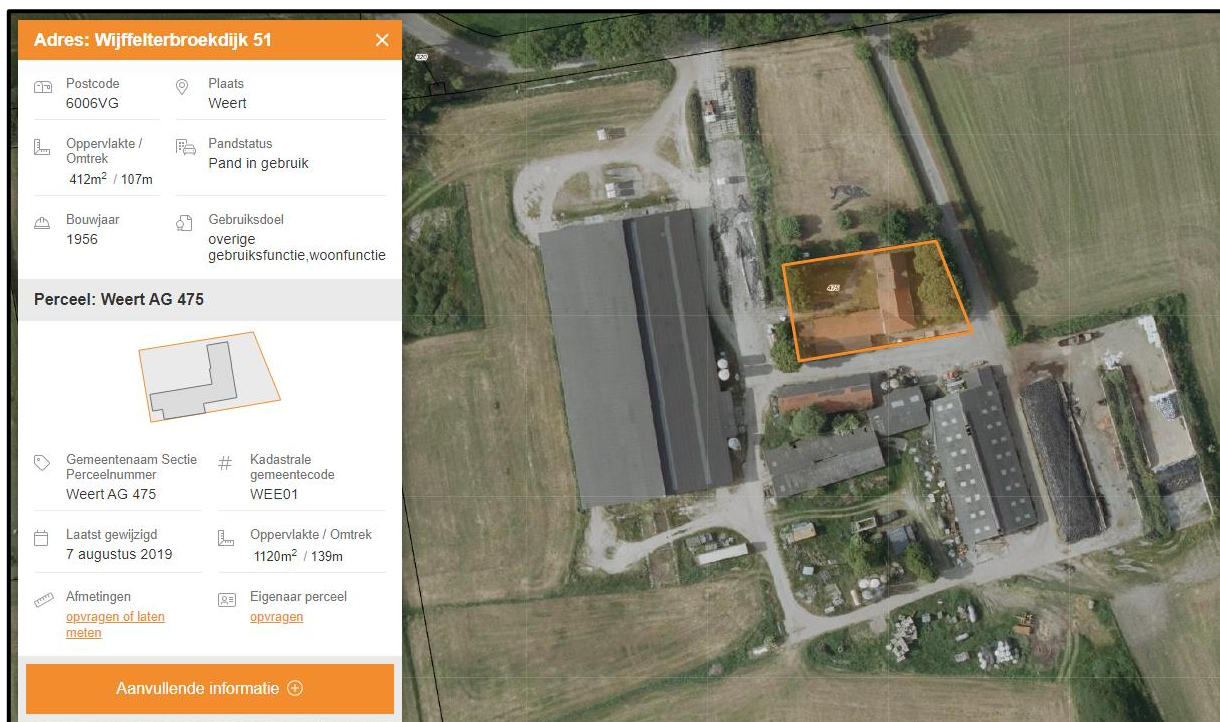 Adres: Wijffelterbroekdijk 51
Postcode
6006VG
Plaats
Weert
Oppervlakte /
Omtrek
412m² / 107m
Pandstatus
Pand in gebruik
Bouwjaar
1956
Gebruiksdoel
overige
gebruiksfunctie,woonfunctie
Perceel: Weert AG 475
Gemeentenaam Sectie
Perceelnummer
Weert AG 475
Kadastrale
gemeentecode
WEE01
Laatst gewijzigd
7 augustus 2019
Oppervlakte / Omtrek
1120m² / 139m
Afmetingen
opvragen of laten
meten
Eigenaar perceel
opvragen
Aanvullende informatie
475